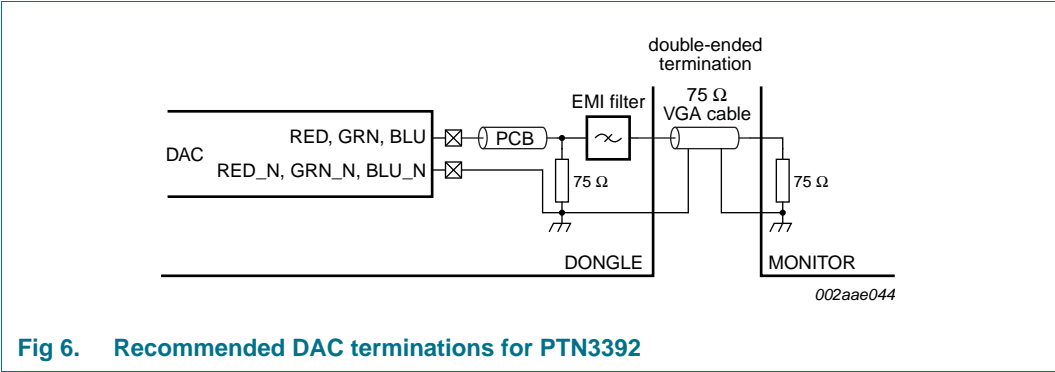 double-ended
termination
75 Ω
VGA cable
EMI filter
RED, GRN, BLU
PCB
DAC
RED_N, GRN_N, BLU_N
75 Ω
75 Ω
DONGLE
MONITOR
002aae044
Fig 6. Recommended DAC terminations for PTN3392